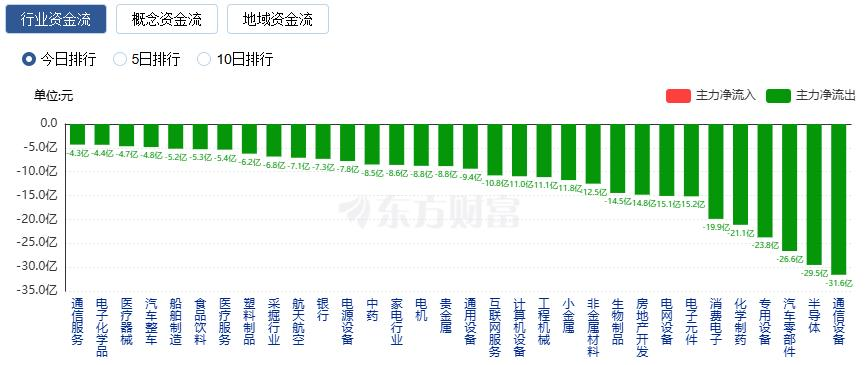 行业资金流 概念资金流 地域资金流
今日排行 5日排行 10日排行
单位:元 主力净流入 主力净流出
0.0
-5.0亿
-10.0亿
-15.0亿
-20.0亿
-25.0亿
-30.0亿
-35.0亿
-4.3亿 -4.4亿 -4.7亿 -4.8亿 -5.2亿 -5.3亿 -5.4亿 -6.2亿 -6.8亿 -7.1亿 -7.3亿 -7.8亿 -8.5亿 -8.6亿 -8.8亿 -8.8亿 -9.4亿 -10.8亿 -11.0亿 -11.1亿 -11.8亿 -12.5亿 -14.5亿 -14.8亿 -15.1亿 -15.2亿 -19.9亿 -21.1亿 -23.8亿 -26.6亿 -29.5亿 -31.6亿
东方财富
通信服务
电子化学品
医疗器械
汽车整车
船舶制造
食品饮料
医疗服务
塑料制品
采掘行业
航天航空
银行
电源设备
中药
家电行业
电机
贵金属
通用设备
互联网服务
计算机设备
工程机械
小金属
非金属材料
生物制品
房地产开发
电网设备
电子元件
消费电子
化学制药
专用设备
汽车零部件
半导体
通信设备